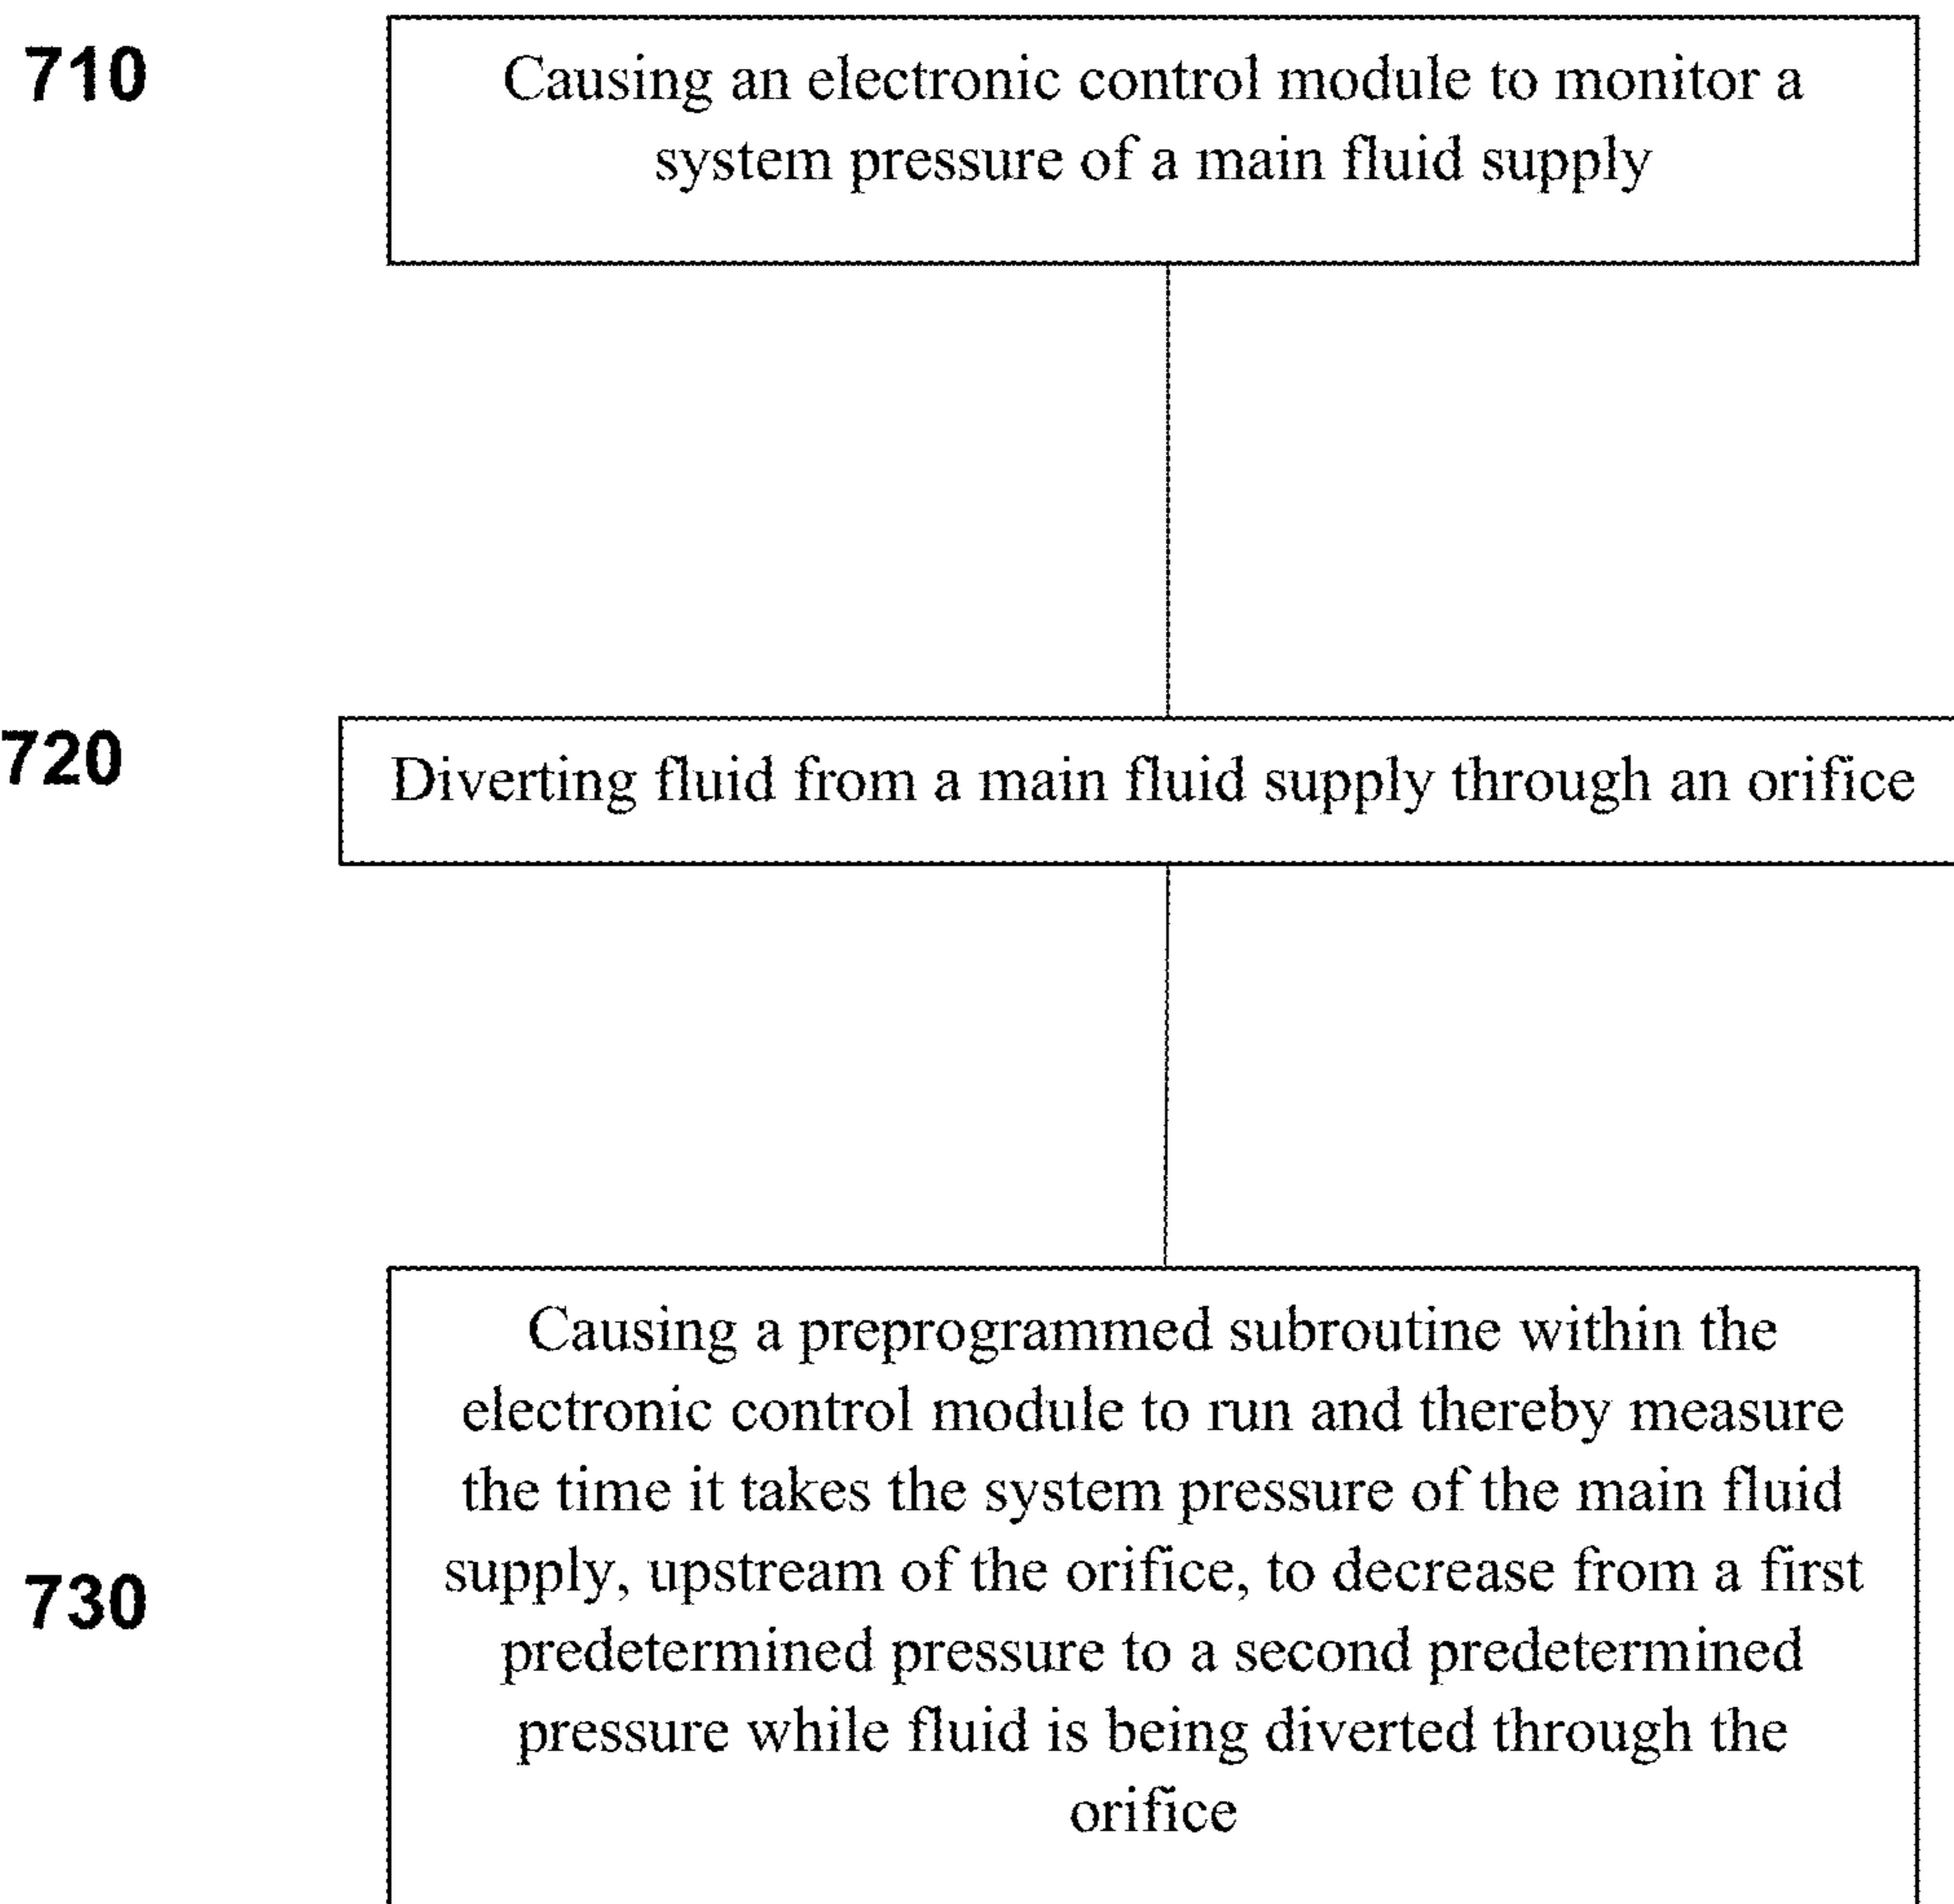 710
Causing an electronic control module to monitor a
system pressure of a main fluid supply
720
Diverting fluid from a main fluid supply through an orifice
730
Causing a preprogrammed subroutine within the
electronic control module to run and thereby measure
the time it takes the system pressure of the main fluid
supply, upstream of the orifice, to decrease from a first
predetermined pressure to a second predetermined
pressure while fluid is being diverted through the
orifice